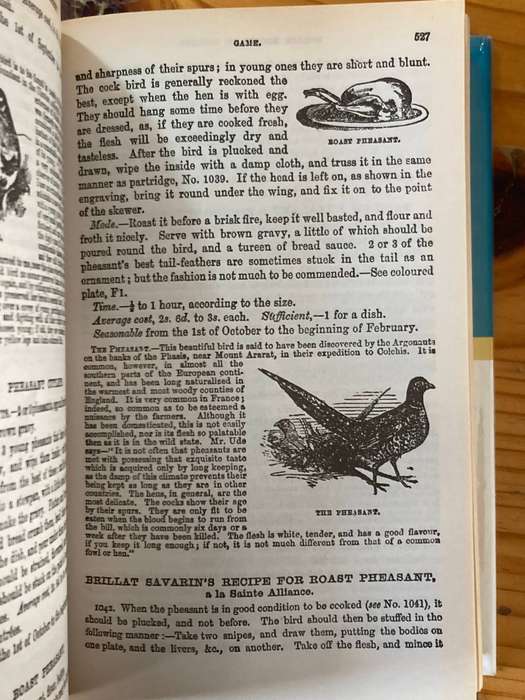 GAME. 527
and sharpness of their spurs; in young ones they are short and blunt.
The cock bird is generally reckoned the
best, except when the hen is with egg.
They should hang some time before they
are dressed, as, if they are cooked fresh,
the flesh will be exceedingly dry and
tasteless. After the bird is plucked and
ROAST PHEASANT.
drawn, wipe the inside with a damp cloth, and truss it in the same
manner as partridge, No. 1039. If the head is left on, as shown in the
engraving, bring it round under the wing, and fix it on to the point
of the skewer.
Mode.—Roast it before a brisk fire, keep it well basted, and flour and
froth it nicely. Serve with brown gravy, a little of which should be
poured round the bird, and a tureen of bread sauce. 2 or 3 of the
pheasant's best tail-feathers are sometimes stuck in the tail as an
ornament; but the fashion is not much to be commended.—See coloured
plate, F1.
Time.—½ to 1 hour, according to the size.
Average cost, 2s. 6d. to 3s. each. Sufficient,—1 for a dish.
Seasonable from the 1st of October to the beginning of February.
THE PHEASANT.—This beautiful bird is said to have been discovered by the Argonauts
on the banks of the Phasis, near Mount Ararat, in their expedition to Colchis. It is
common, however, in almost all the
southern parts of the European conti-
nent, and has been long naturalised in
the warmest and most woody counties of
England. It is very common in France;
indeed, so common as to be esteemed a
nuisance by the farmers. Although it
has been domesticated, this is not easily
accomplished, nor is its flesh so palatable
then as it is in the wild state. Mr. Ude
says—"It is not often that pheasants are
met with possessing that exquisite taste
which is acquired only by long keeping,
as the damp of this climate prevents their
being kept as long as they are in other
countries. The hens, in general, are the
most delicate. The cocks show their age
by their spurs. They are only fit to be
eaten when the blood begins to run from
the bill, which is commonly six days or a
week after they have been killed. The flesh is white, tender, and has a good flavour,
if you keep it long enough; if not, it is not much different from that of a common
fowl or hen."
THE PHEASANT.
BRILLAT SAVARIN'S RECIPE FOR ROAST PHEASANT,
a la Sainte Alliance.
1042. When the pheasant is in good condition to be cooked (see No. 1041), it
should be plucked, and not before. The bird should then be stuffed in the
following manner:—Take two snipes, and draw them, putting the bodies on
one plate, and the livers, &c., on another. Take off the flesh, and mince it